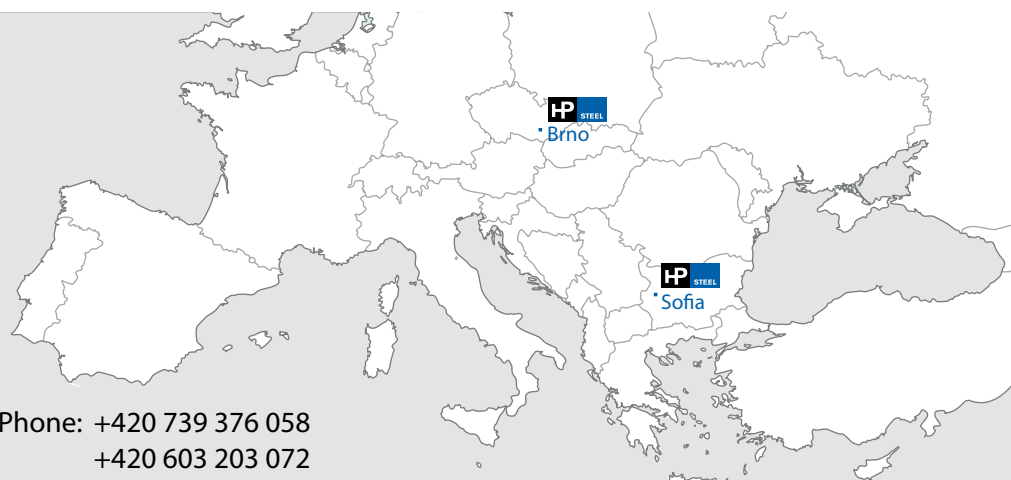 HP STEEL
Brno
HP STEEL
Sofia
Phone: +420 739 376 058
+420 603 203 072